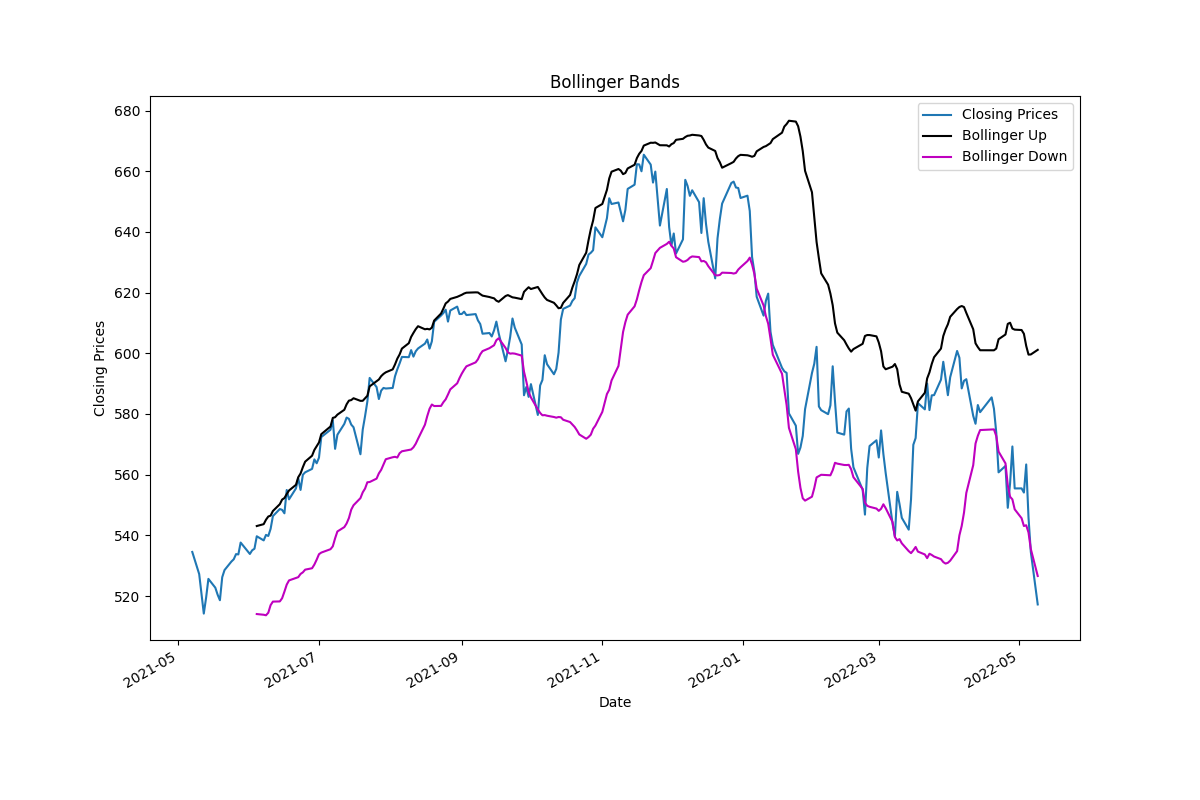 Bollinger Bands
Closing Prices
Bollinger Up
Bollinger Down
Closing Prices
680
660
640
620
600
580
560
540
520
2021-05
2021-07
2021-09
2021-11
2022-01
2022-03
2022-05
Date